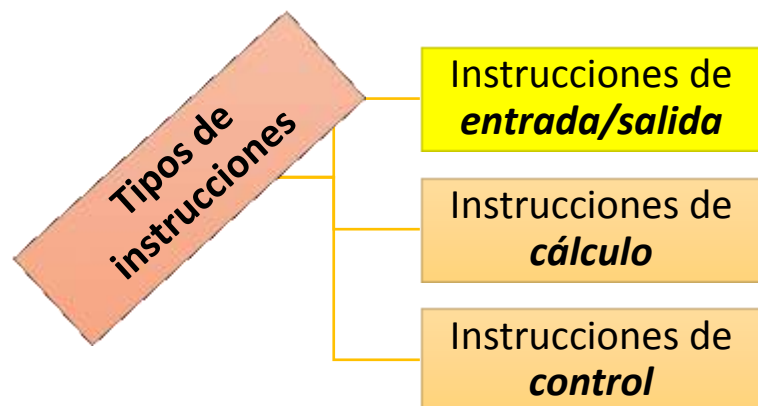 Tipos de
instrucciones
Instrucciones de
entrada/salida
Instrucciones de
cálculo
Instrucciones de
control